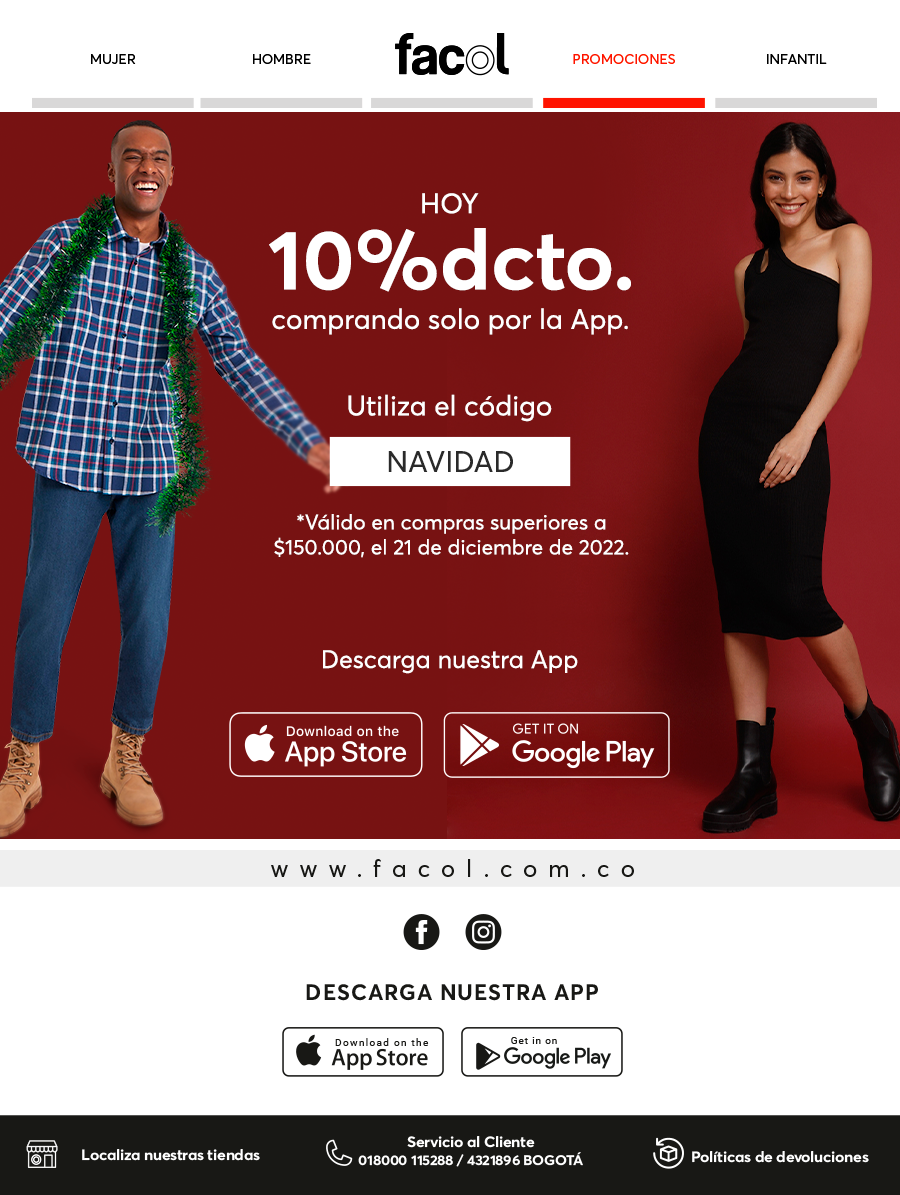 MUJER
HOMBRE
facol
PROMOCIONES
INFANTIL
HOY
10%dcto.
comprando solo por la App.
Utiliza el código
NAVIDAD
*Válido en compras superiores a
$150.000, el 21 de diciembre de 2022.
Descarga nuestra App
Download on the
App Store
GET IT ON
Google Play
www.facol.com.co
DESCARGA NUESTRA APP
Download on the
App Store
Get in on
Google Play
Localiza nuestras tiendas
Servicio al Cliente
018000 115288 / 4321896 BOGOTÁ
Políticas de devoluciones